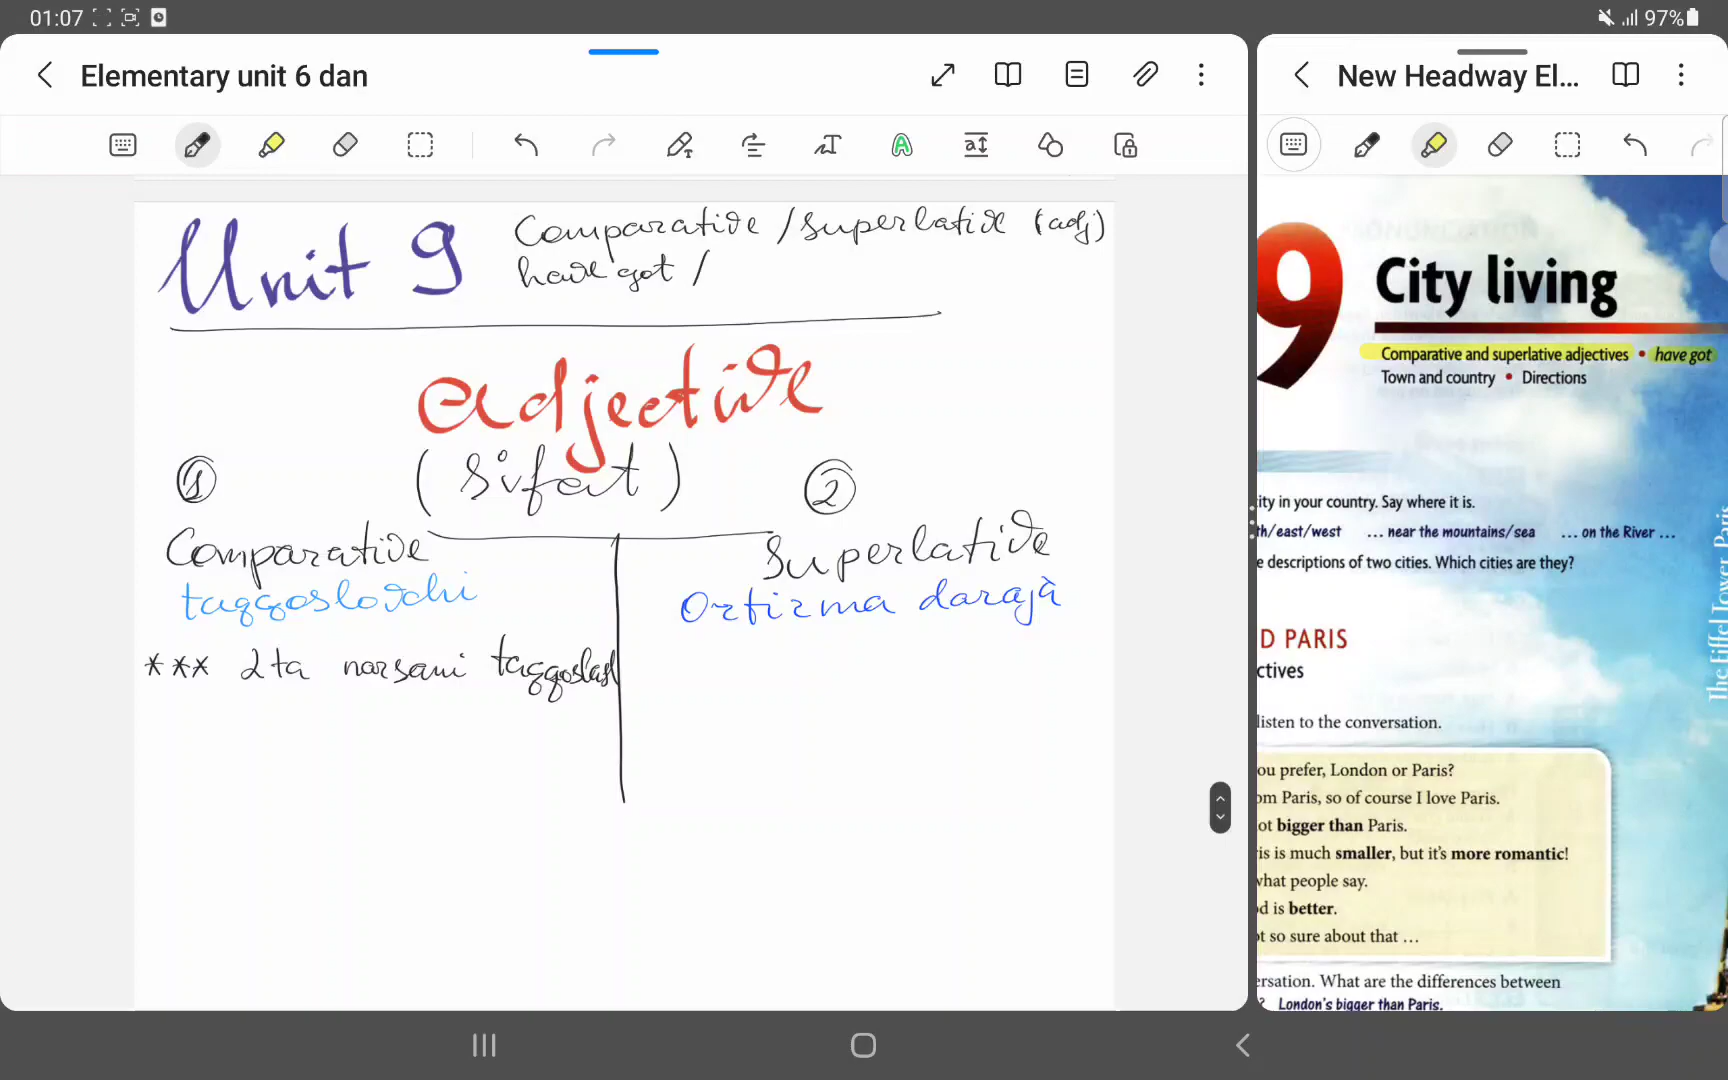 01:07
97%
Elementary unit 6 dan
Unit 9
Comparative / superlative (adj)
have got /
adjective
(sifat)
① ②
Comparative
Superlative
taqqoslovchi
Ortirma daraja
*** 2ta narsani taqqoslash
New Headway El...
9 City living
Comparative and superlative adjectives • have got
Town and country • Directions
ity in your country. Say where it is.
th/east/west ... near the mountains/sea ... on the River ...
e descriptions of two cities. Which cities are they?
D PARIS
ctives
listen to the conversation.
ou prefer, London or Paris?
om Paris, so of course I love Paris.
ot bigger than Paris.
is is much smaller, but it's more romantic!
what people say.
d is better.
ot so sure about that ...
ersation. What are the differences between
? London's bigger than Paris.
The Eiffel Tower Paris